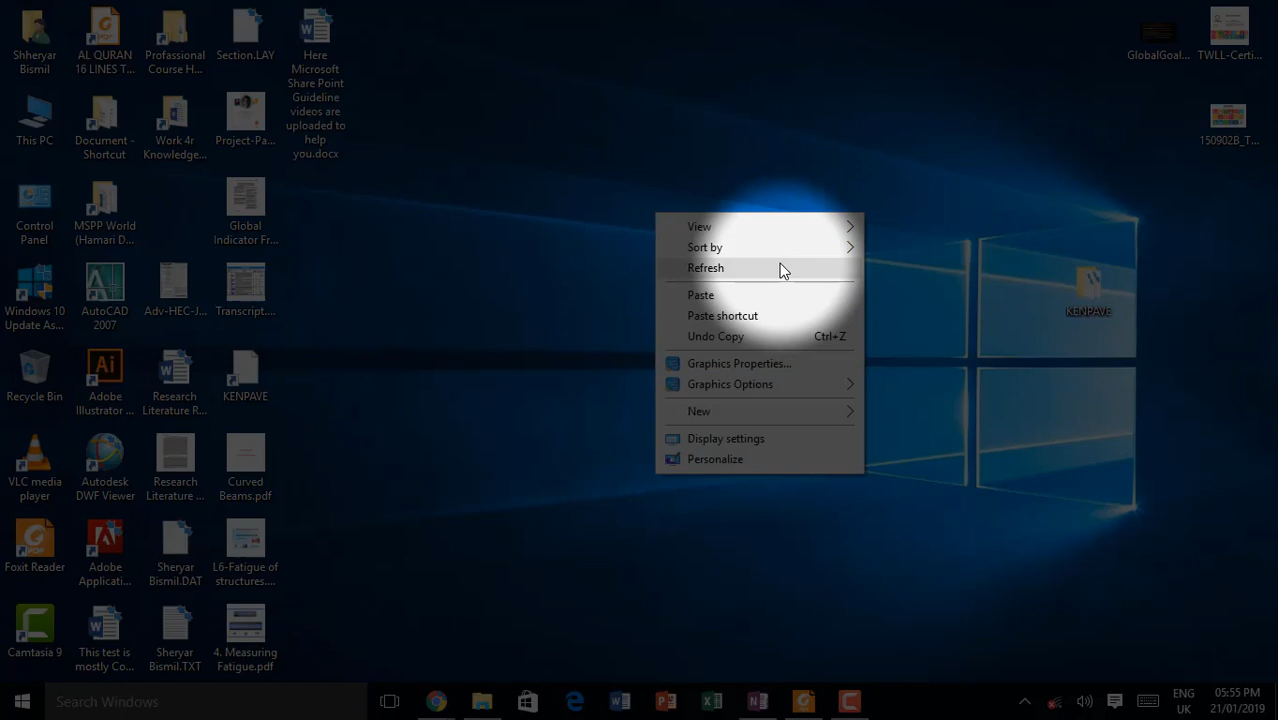 Shheryar
Bismil
AL QURAN
16 LINES T...
Profassional
Course H...
Section.LAY
Here
Microsoft
Share Point
Guideline
videos are
uploaded to
help
you.docx
GlobalGoal...
TWLL-Certi...
This PC
Document -
Shortcut
Work 4r
Knowledge...
Project-Pa...
150902B_T...
Control
Panel
MSPP World
(Hamari D...
Global
Indicator Fr...
Windows 10
Update As...
AutoCAD
2007
Adv-HEC-J...
Transcript....
KENPAVE
Recycle Bin
Adobe
Illustrator ...
Research
Literature R...
KENPAVE
VLC media
player
Autodesk
DWF Viewer
Research
Literature ...
Curved
Beams.pdf
Foxit Reader
Adobe
Applicati...
Sheryar
Bismil.DAT
L6-Fatigue of
structures....
Camtasia 9
This test is
mostly Co...
Sheryar
Bismil.TXT
4. Measuring
Fatigue.pdf
View
Sort by
Refresh
Paste
Paste shortcut
Undo Copy Ctrl+Z
Graphics Properties...
Graphics Options
New
Display settings
Personalize
Search Windows
ENG
UK
05:55 PM
21/01/2019